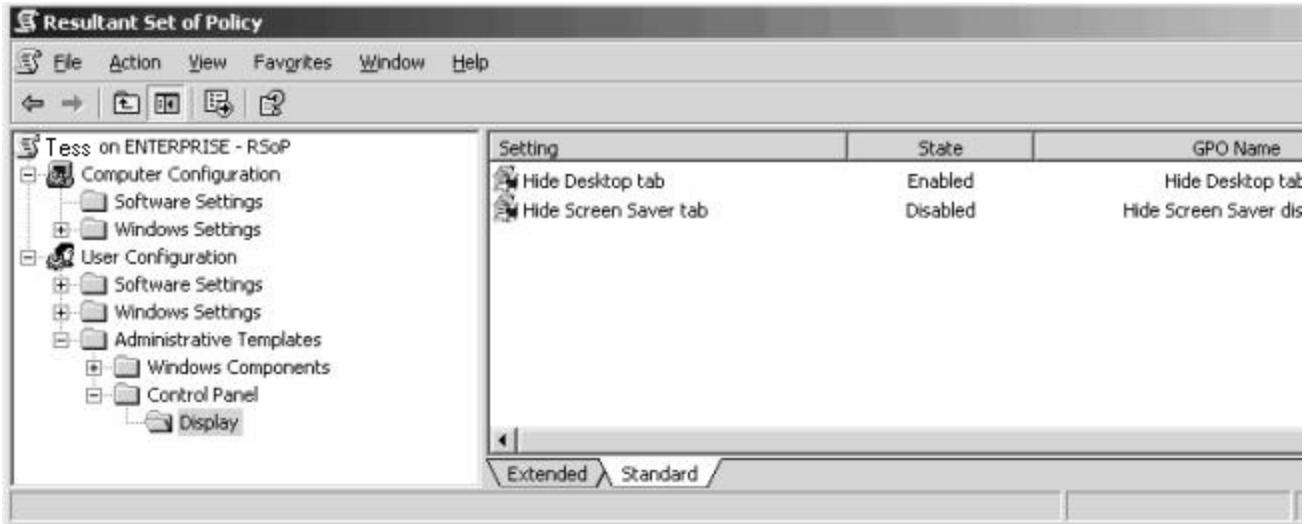 Resultant Set of Policy
File Action View Favorites Window Help
Tess on ENTERPRISE - RSoP
Computer Configuration
Software Settings
Windows Settings
User Configuration
Software Settings
Windows Settings
Administrative Templates
Windows Components
Control Panel
Display
Setting State GPO Name
Hide Desktop tab Enabled Hide Desktop tab
Hide Screen Saver tab Disabled Hide Screen Saver dis
Extended Standard